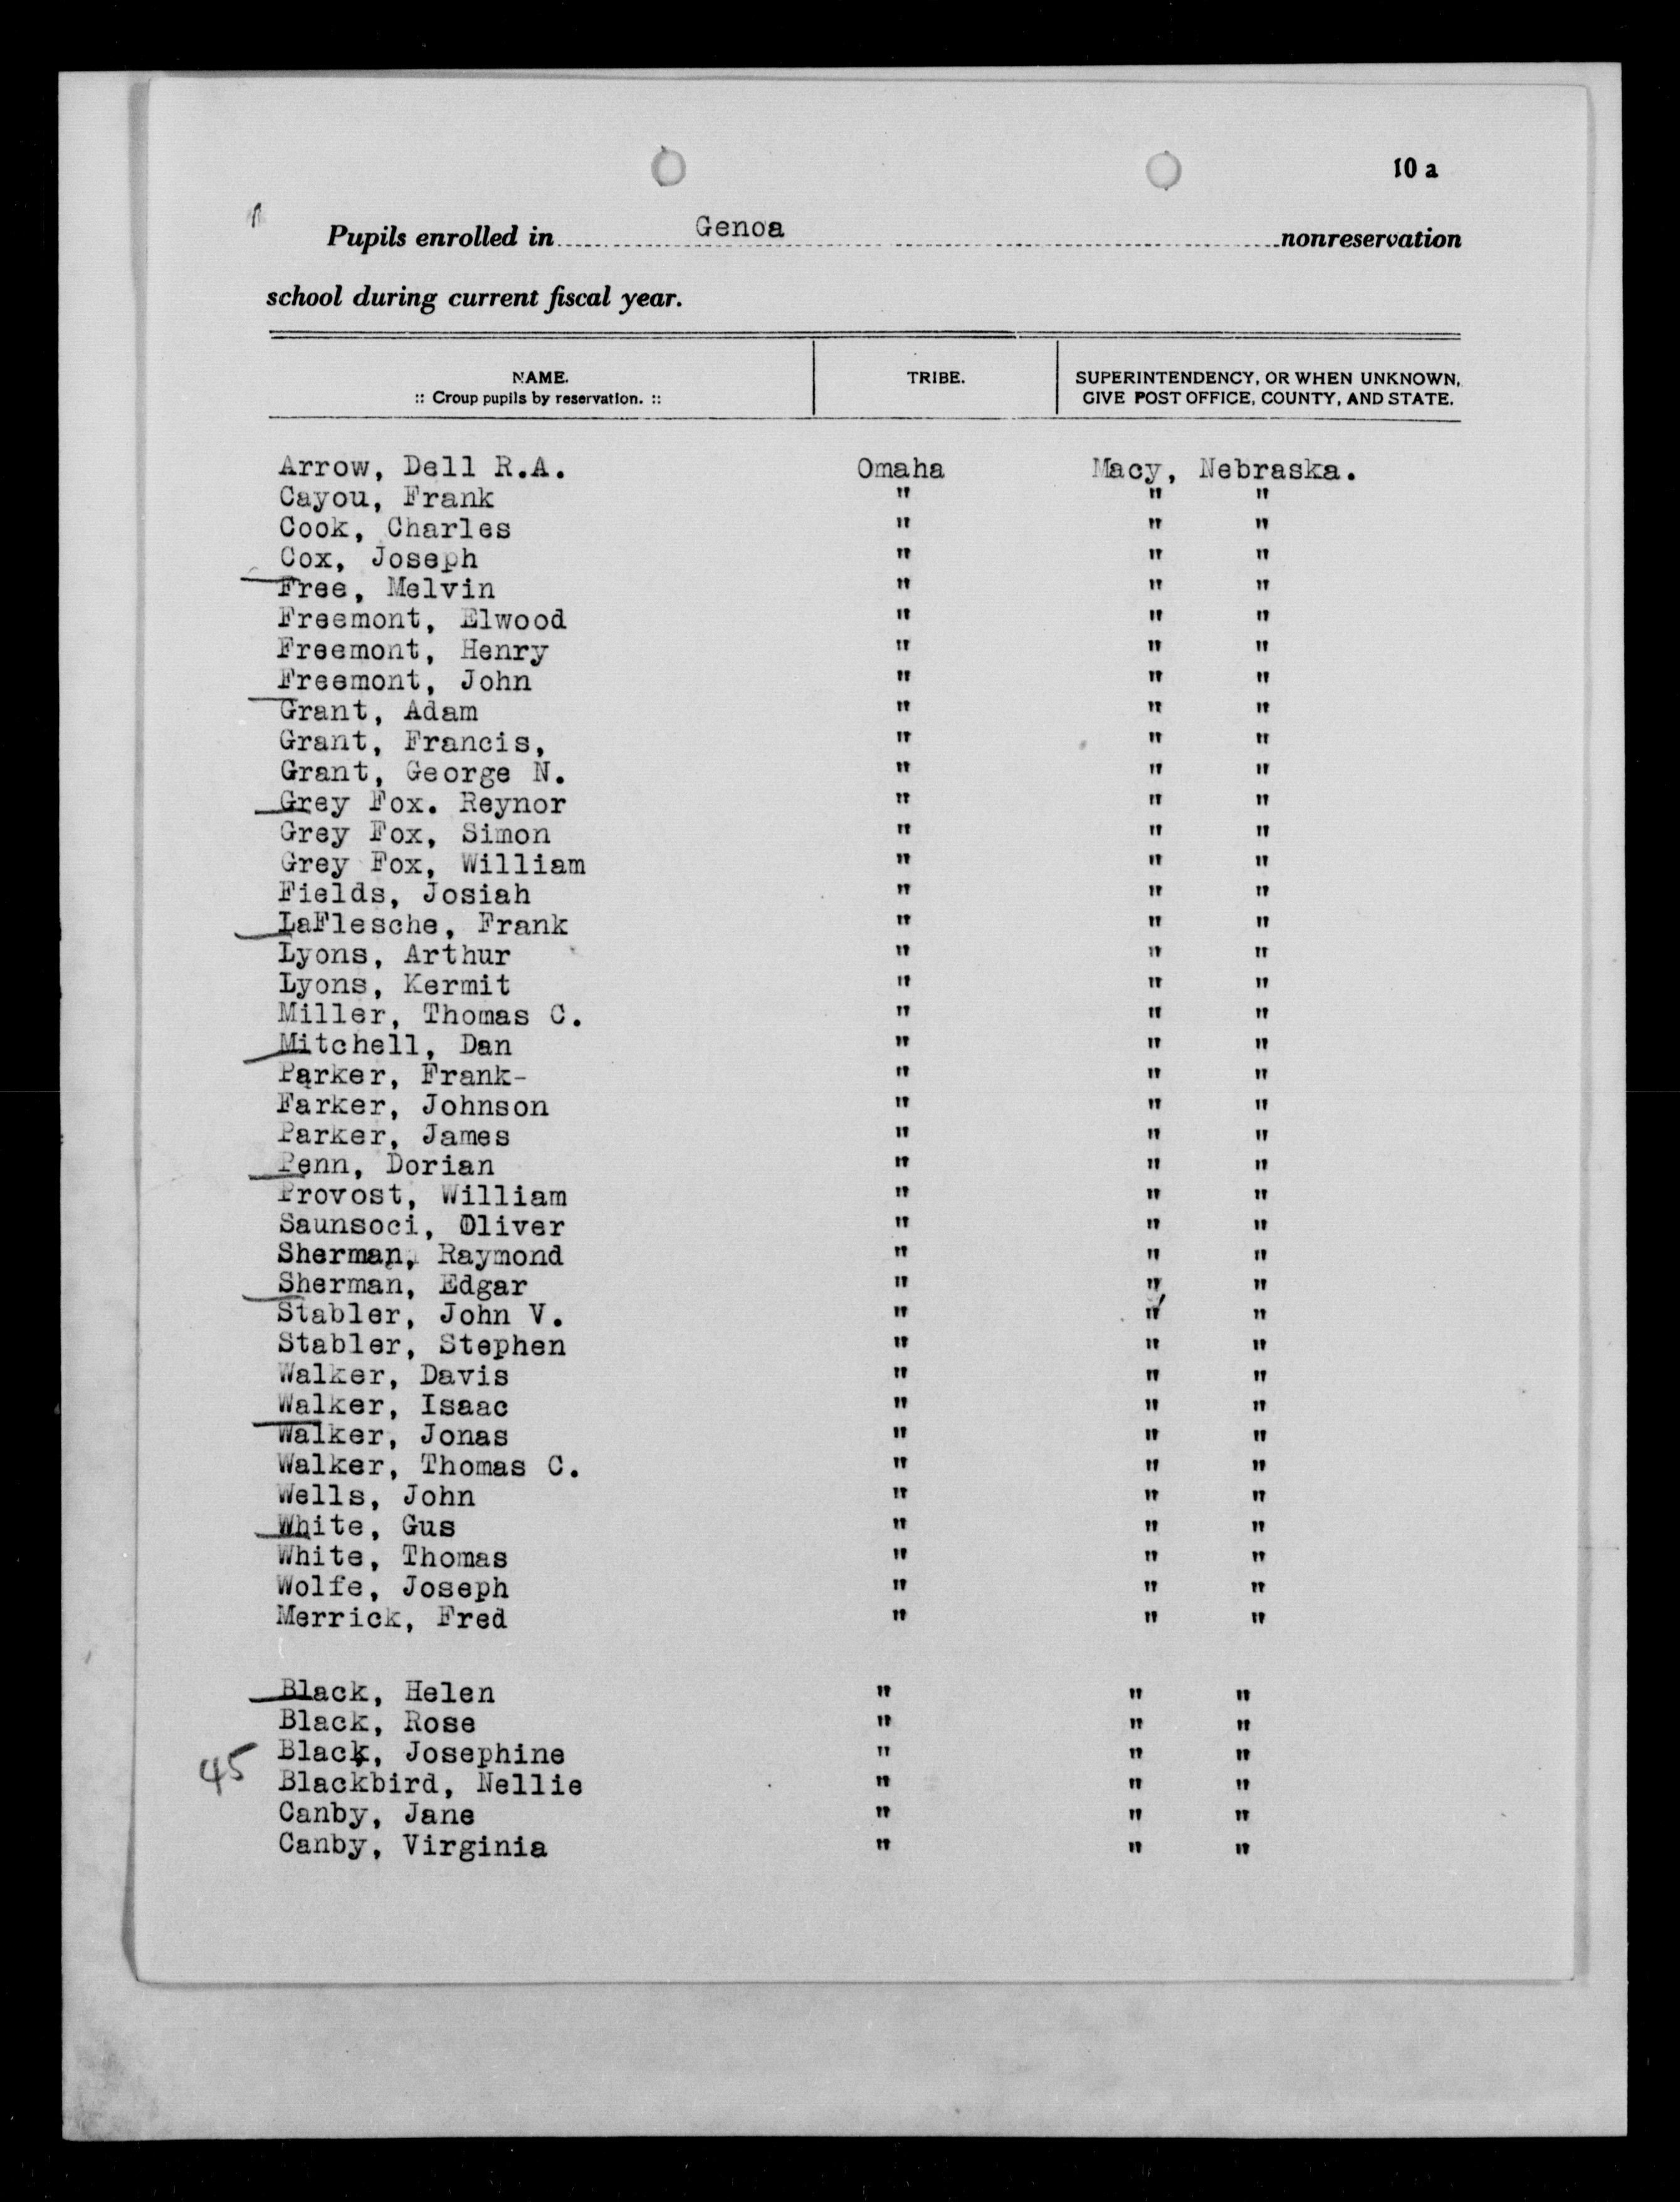 10 a
Pupils enrolled in Genoa nonreservation
school during current fiscal year.
NAME. TRIBE. SUPERINTENDENCY, OR WHEN UNKNOWN,
:: Group pupils by reservation. :: GIVE POST OFFICE, COUNTY, AND STATE.
Arrow, Dell R.A. Omaha Macy, Nebraska.
Cayou, Frank " " "
Cook, Charles " " "
Cox, Joseph " " "
Free, Melvin " " "
Freemont, Elwood " " "
Freemont, Henry " " "
Freemont, John " " "
Grant, Adam " " "
Grant, Francis, " " "
Grant, George N. " " "
Grey Fox. Reynor " " "
Grey Fox, Simon " " "
Grey Fox, William " " "
Fields, Josiah " " "
LaFlesche, Frank " " "
Lyons, Arthur " " "
Lyons, Kermit " " "
Miller, Thomas C. " " "
Mitchell, Dan " " "
Parker, Frank- " " "
Parker, Johnson " " "
Parker, James " " "
Penn, Dorian " " "
Provost, William " " "
Saunsoci, Oliver " " "
Sherman, Raymond " " "
Sherman, Edgar " " "
Stabler, John V. " " "
Stabler, Stephen " " "
Walker, Davis " " "
Walker, Isaac " " "
Walker, Jonas " " "
Walker, Thomas C. " " "
Wells, John " " "
White, Gus " " "
White, Thomas " " "
Wolfe, Joseph " " "
Merrick, Fred " " "
Black, Helen " " "
Black, Rose " " "
Black, Josephine " " "
45 Blackbird, Nellie " " "
Canby, Jane " " "
Canby, Virginia " " "